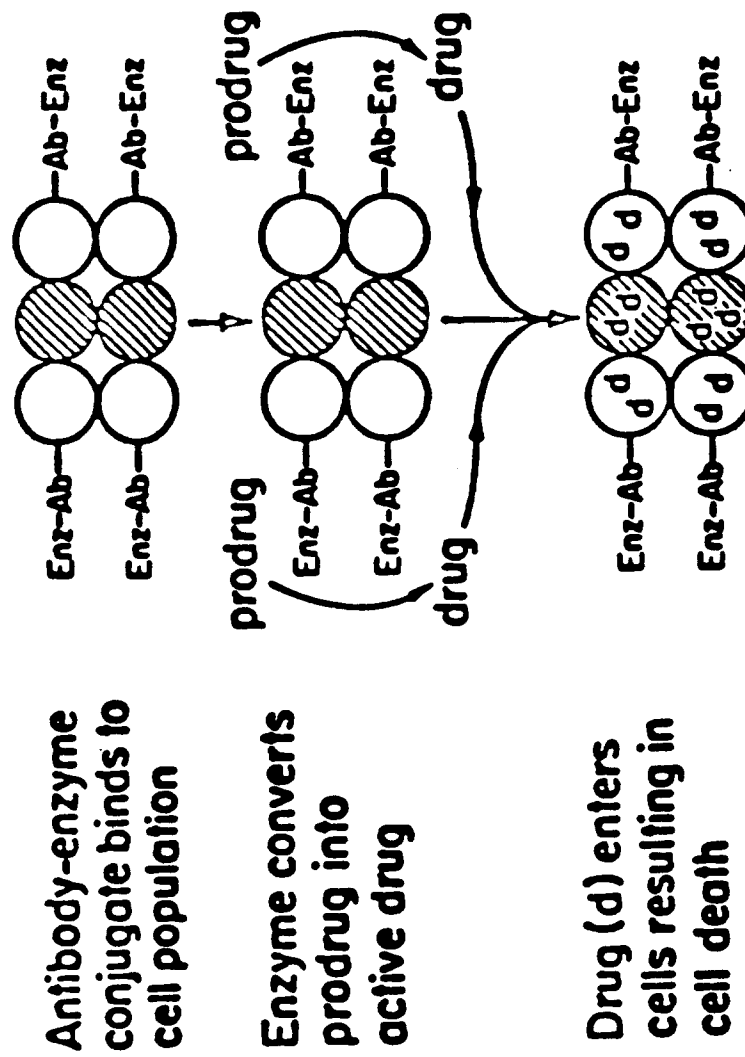 Antibody-enzyme
conjugate binds to
cell population
Enz-Ab-
-Ab-Enz
Enz-Ab-
-Ab-Enz
Enzyme converts
prodrug into
active drug
prodrug
prodrug
Enz-Ab-
-Ab-Enz
Enz-Ab-
-Ab-Enz
drug
drug
Drug (d) enters
cells resulting in
cell death
Enz-Ab-
d d
d d
d d
-Ab-Enz
Enz-Ab-
d d
d d d
d d
-Ab-Enz